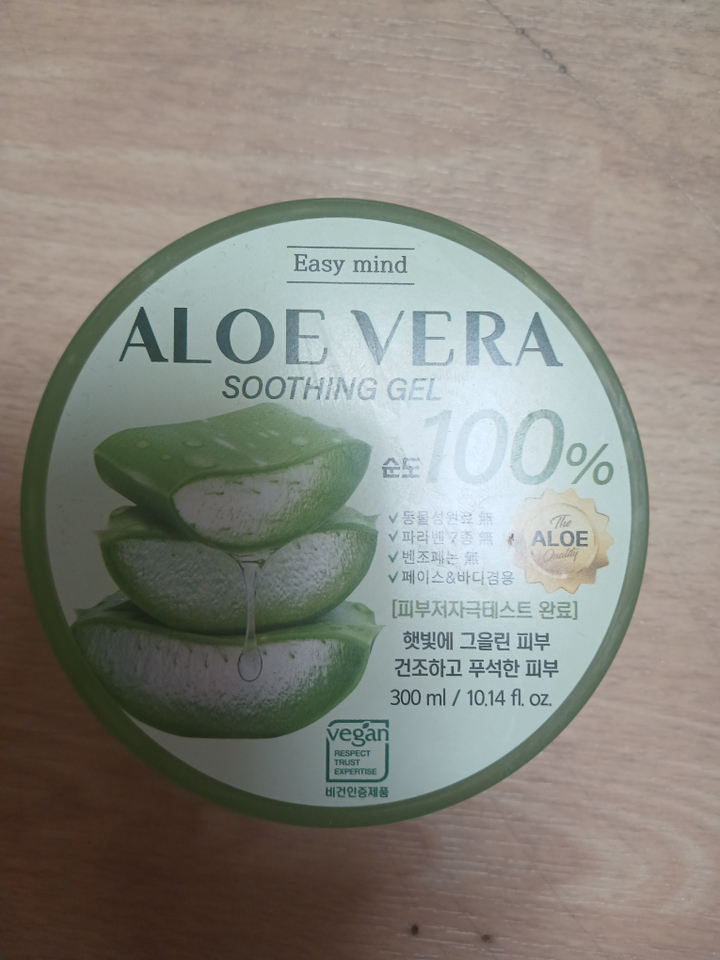 Easy mind
ALOE VERA
SOOTHING GEL
순도 100%
✓ 동물성원료 無
✓ 파라벤 7종 無
✓ 벤조페논 無
✓ 페이스&바디겸용
The
ALOE
Quality
[피부저자극테스트 완료]
햇빛에 그을린 피부
건조하고 푸석한 피부
300 ml / 10.14 fl. oz.
vegan
RESPECT
TRUST
EXPERTISE
비건인증제품